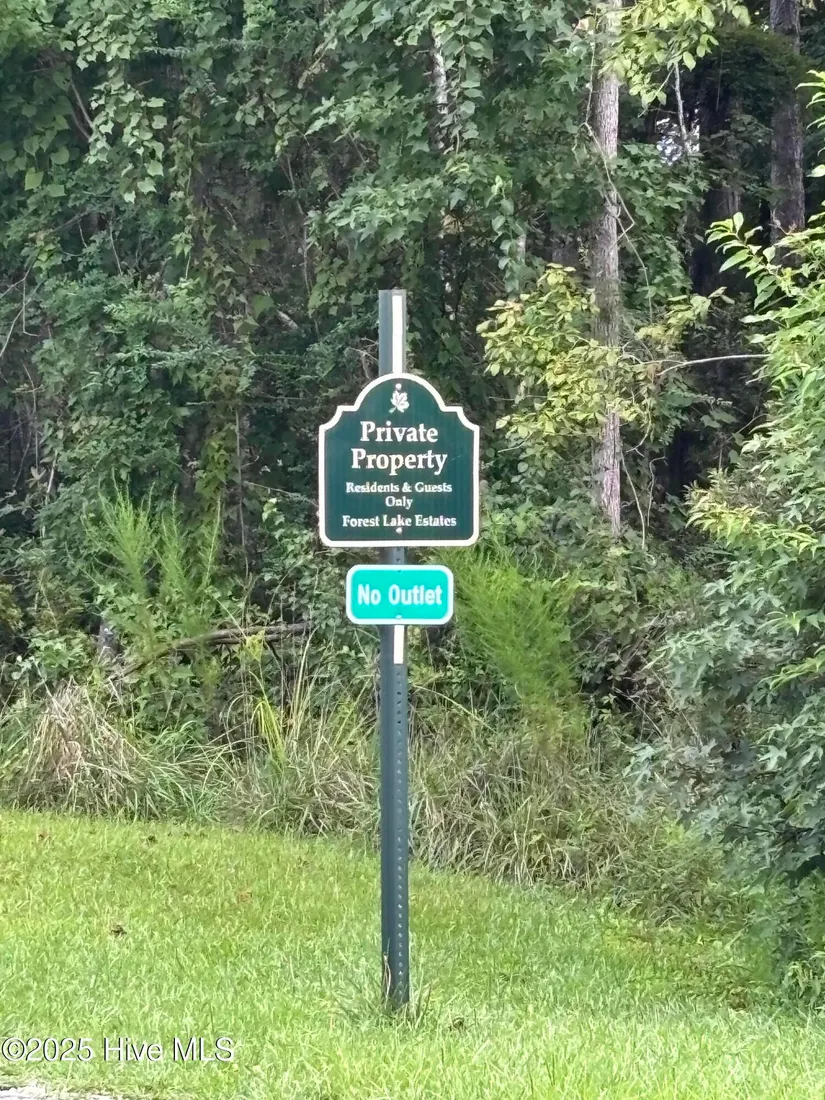 Private
Property
Residents & Guests
Only
Forest Lake Estates
No Outlet
©2025 Hive MLS